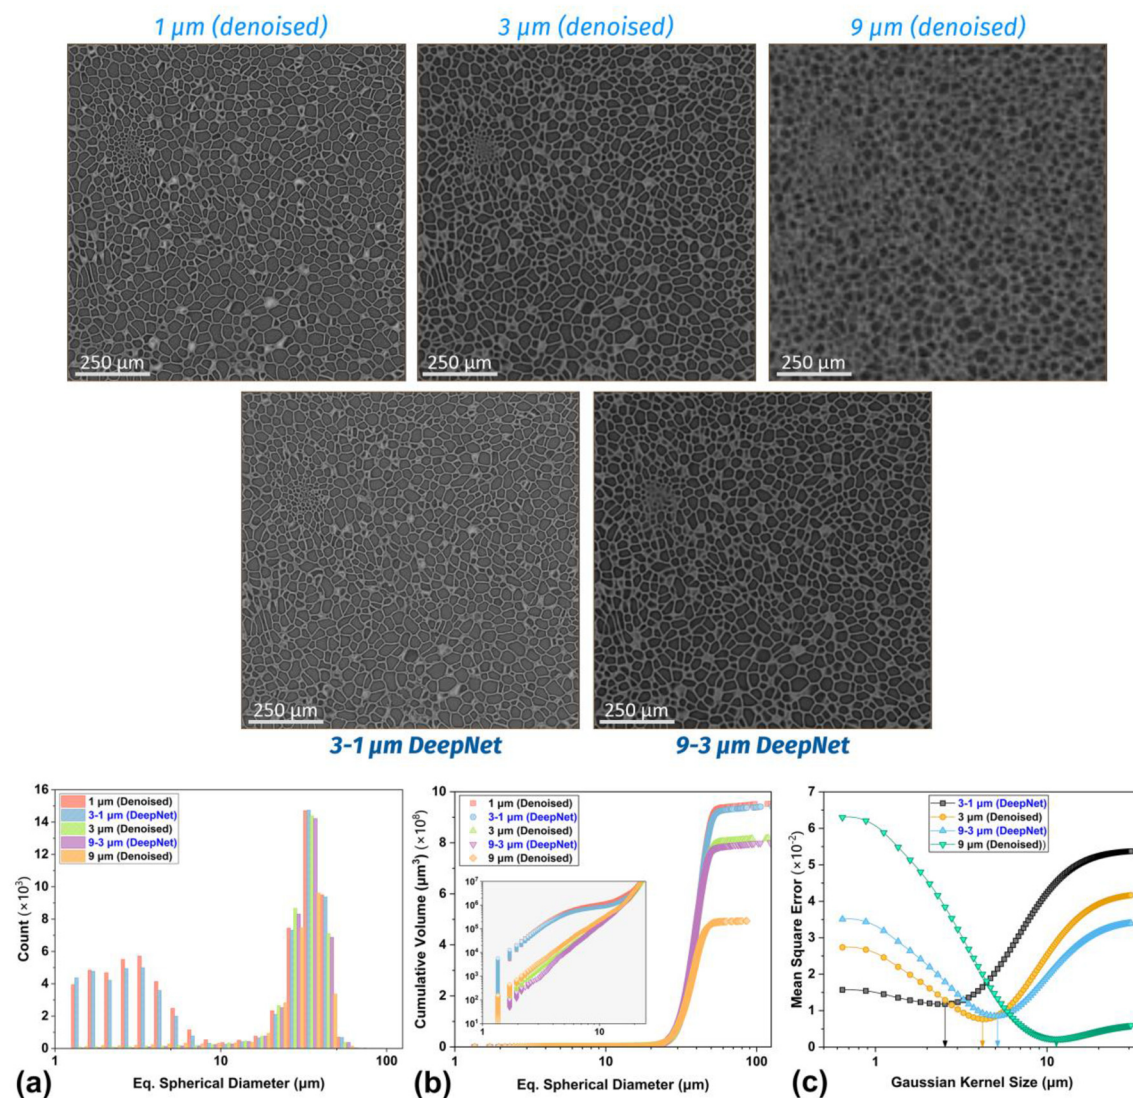 1 µm (denoised)
3 µm (denoised)
9 µm (denoised)
250 µm
250 µm
250 µm
250 µm
250 µm
3-1 µm DeepNet
9-3 µm DeepNet
16
14
12
10
8
6
4
2
0
Count (×10³)
1 µm (Denoised)
3-1 µm (DeepNet)
3 µm (Denoised)
9-3 µm (DeepNet)
9 µm (Denoised)
1
10
100
Eq. Spherical Diameter (µm)
(a)
10
9
8
7
6
5
4
3
2
1
0
Cumulative Volume (µm³) (×10⁸)
1 µm (Denoised)
3-1 µm (DeepNet)
3 µm (Denoised)
9-3 µm (DeepNet)
9 µm (Denoised)
10⁷
10⁶
10⁵
10⁴
10³
10²
10¹
1
10
1
10
100
Eq. Spherical Diameter (µm)
(b)
7
6
5
4
3
2
1
0
Mean Square Error (×10⁻²)
3-1 µm (DeepNet)
3 µm (Denoised)
9-3 µm (DeepNet)
9 µm (Denoised))
1
10
Gaussian Kernel Size (µm)
(c)